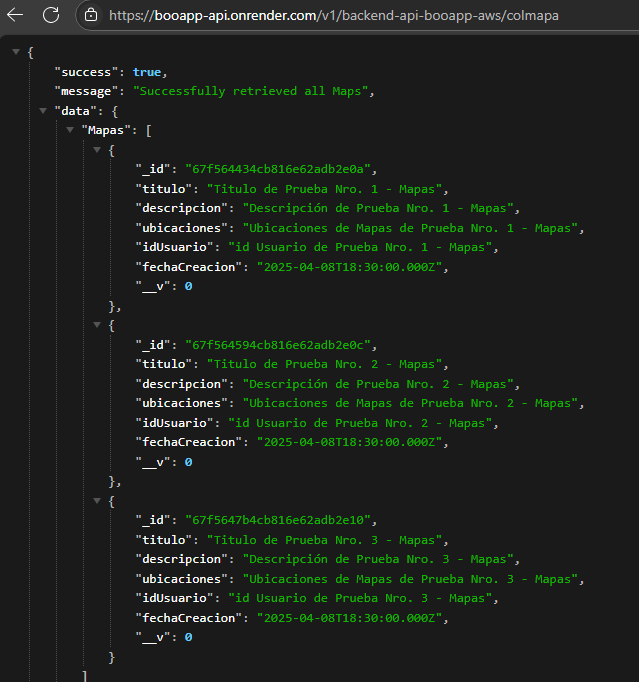 https://booapp-api.onrender.com/v1/backend-api-booapp-aws/colmapa
{
"success": true,
"message": "Successfully retrieved all Maps",
"data": {
"Mapas": [
{
"_id": "67f564434cb816e62adb2e0a",
"titulo": "Titulo de Prueba Nro. 1 - Mapas",
"descripcion": "Descripción de Prueba Nro. 1 - Mapas",
"ubicaciones": "Ubicaciones de Mapas de Prueba Nro. 1 - Mapas",
"idUsuario": "id Usuario de Prueba Nro. 1 - Mapas",
"fechaCreacion": "2025-04-08T18:30:00.000Z",
"__v": 0
},
{
"_id": "67f564594cb816e62adb2e0c",
"titulo": "Titulo de Prueba Nro. 2 - Mapas",
"descripcion": "Descripción de Prueba Nro. 2 - Mapas",
"ubicaciones": "Ubicaciones de Mapas de Prueba Nro. 2 - Mapas",
"idUsuario": "id Usuario de Prueba Nro. 2 - Mapas",
"fechaCreacion": "2025-04-08T18:30:00.000Z",
"__v": 0
},
{
"_id": "67f5647b4cb816e62adb2e10",
"titulo": "Titulo de Prueba Nro. 3 - Mapas",
"descripcion": "Descripción de Prueba Nro. 3 - Mapas",
"ubicaciones": "Ubicaciones de Mapas de Prueba Nro. 3 - Mapas",
"idUsuario": "id Usuario de Prueba Nro. 3 - Mapas",
"fechaCreacion": "2025-04-08T18:30:00.000Z",
"__v": 0
}
]